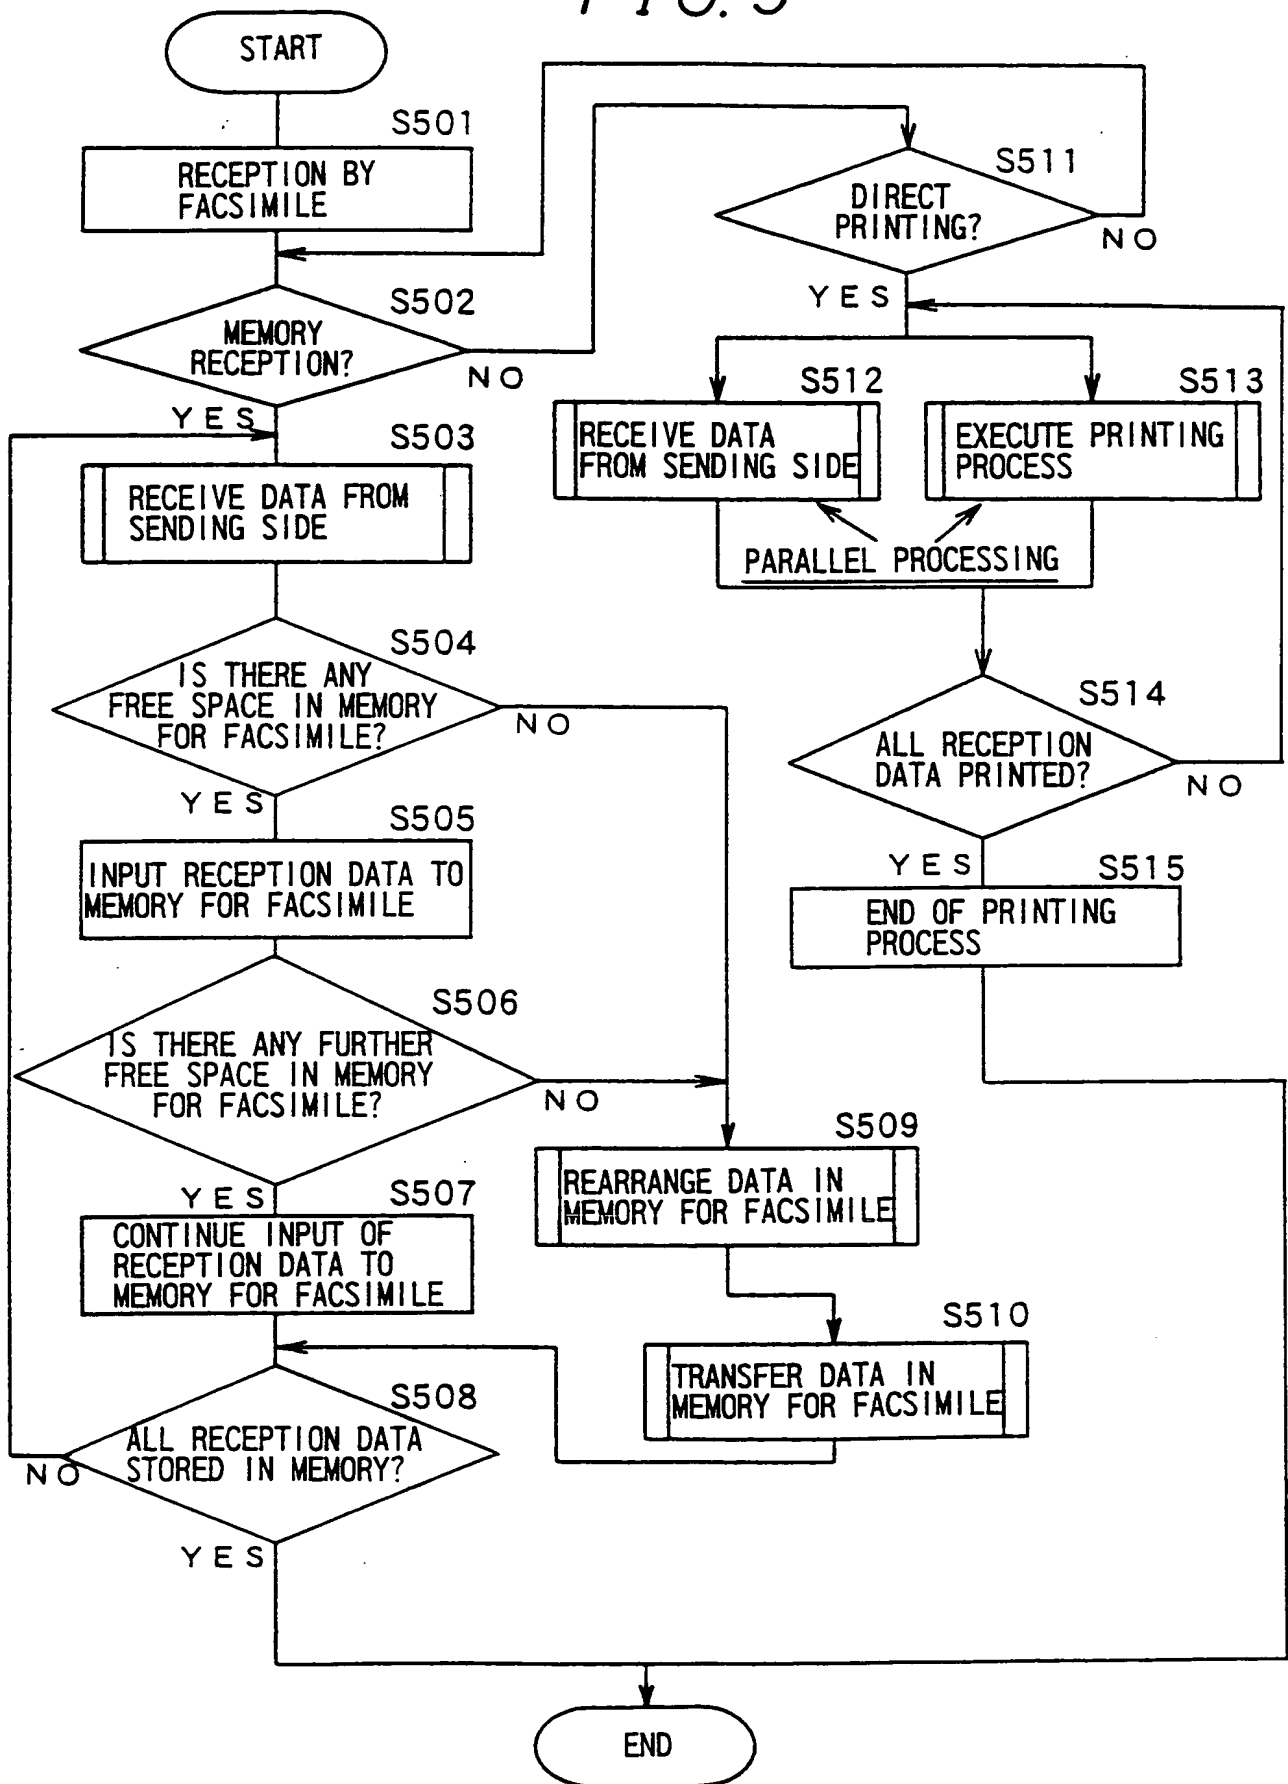 START
S501
RECEPTION BY
FACSIMILE
S502
MEMORY
RECEPTION?
NO
YES
S503
RECEIVE DATA FROM
SENDING SIDE
S504
IS THERE ANY
FREE SPACE IN MEMORY
FOR FACSIMILE?
NO
YES
S505
INPUT RECEPTION DATA TO
MEMORY FOR FACSIMILE
S506
IS THERE ANY FURTHER
FREE SPACE IN MEMORY
FOR FACSIMILE?
NO
YES
S507
CONTINUE INPUT OF
RECEPTION DATA TO
MEMORY FOR FACSIMILE
S508
ALL RECEPTION DATA
STORED IN MEMORY?
NO
YES
S509
REARRANGE DATA IN
MEMORY FOR FACSIMILE
S510
TRANSFER DATA IN
MEMORY FOR FACSIMILE
S511
DIRECT
PRINTING?
NO
YES
S512
RECEIVE DATA
FROM SENDING SIDE
S513
EXECUTE PRINTING
PROCESS
PARALLEL PROCESSING
S514
ALL RECEPTION
DATA PRINTED?
NO
YES
S515
END OF PRINTING
PROCESS
END